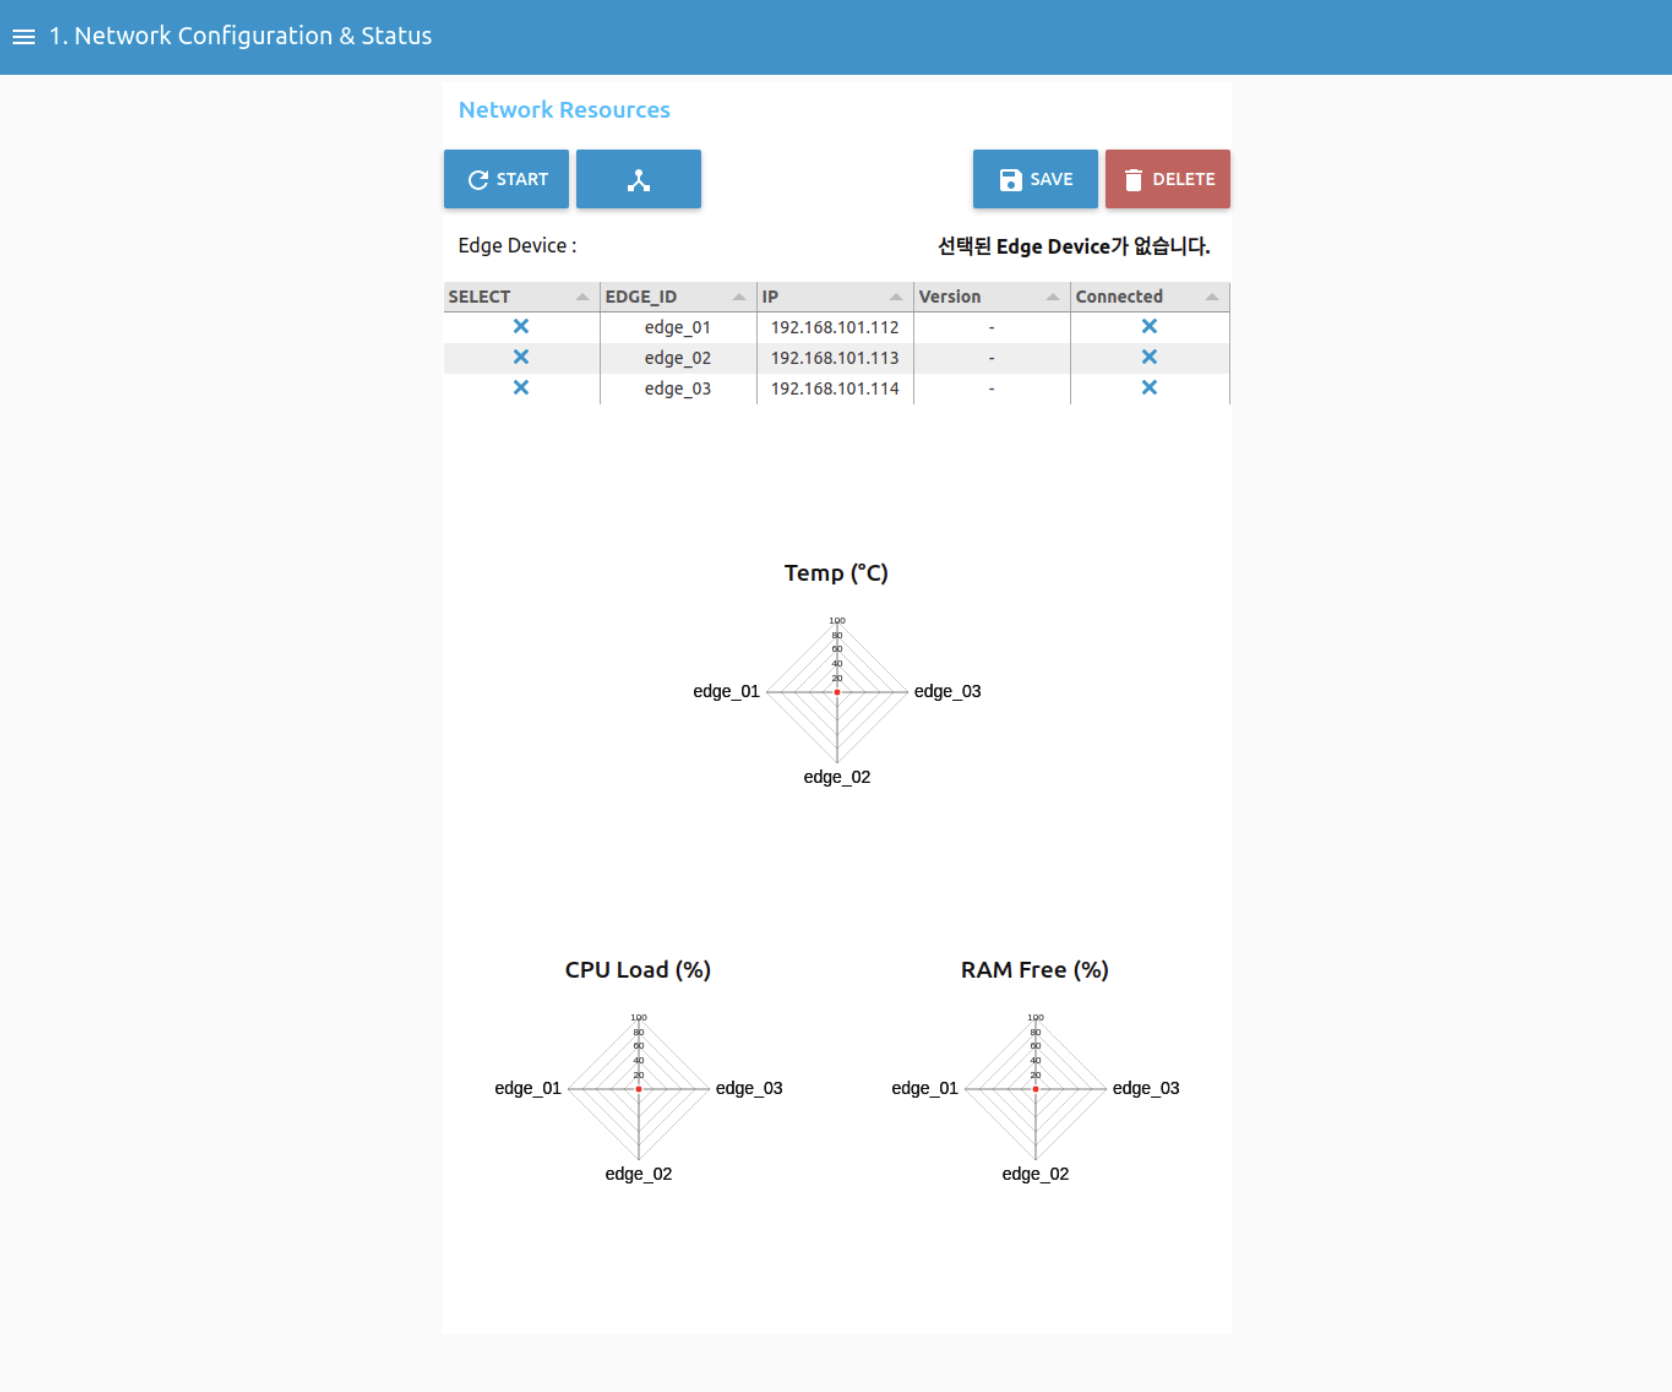 1. Network Configuration & Status
Network Resources
START
SAVE
DELETE
Edge Device :
선택된 Edge Device가 없습니다.
SELECT EDGE_ID IP Version Connected
edge_01 192.168.101.112 -
edge_02 192.168.101.113 -
edge_03 192.168.101.114 -
Temp (°C)
100
80
60
40
20
edge_01
edge_03
edge_02
CPU Load (%)
100
80
60
40
20
edge_01
edge_03
edge_02
RAM Free (%)
100
80
60
40
20
edge_01
edge_03
edge_02